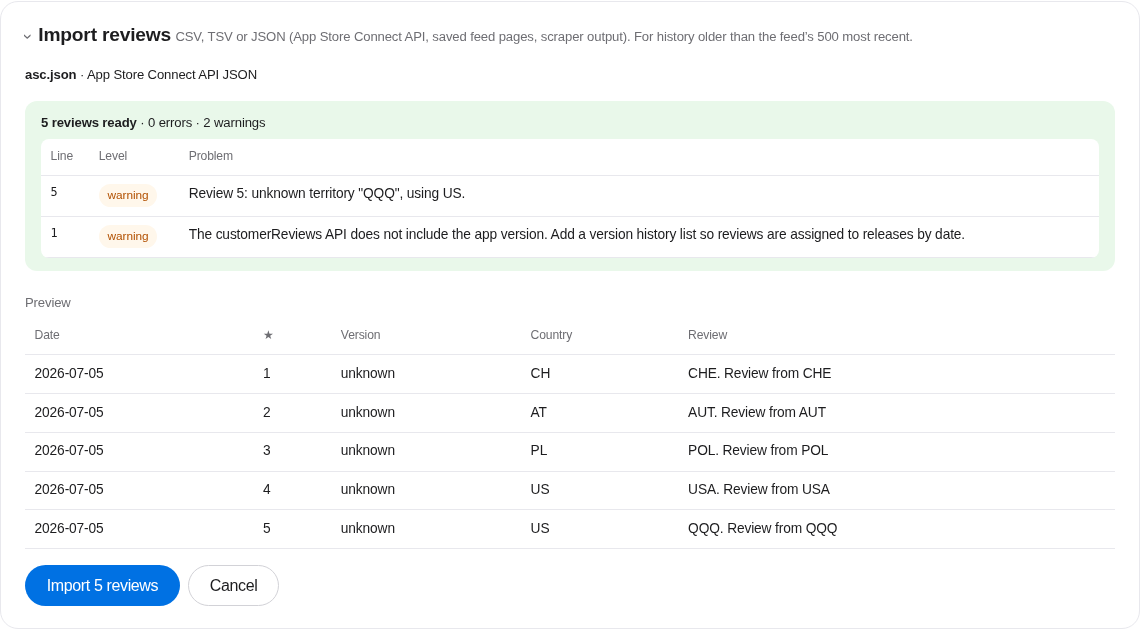 Import reviews CSV, TSV or JSON (App Store Connect API, saved feed pages, scraper output). For history older than the feed's 500 most recent.
asc.json · App Store Connect API JSON
5 reviews ready · 0 errors · 2 warnings
Line Level Problem
5 warning Review 5: unknown territory "QQQ", using US.
1 warning The customerReviews API does not include the app version. Add a version history list so reviews are assigned to releases by date.
Preview
Date ★ Version Country Review
2026-07-05 1 unknown CH CHE. Review from CHE
2026-07-05 2 unknown AT AUT. Review from AUT
2026-07-05 3 unknown PL POL. Review from POL
2026-07-05 4 unknown US USA. Review from USA
2026-07-05 5 unknown US QQQ. Review from QQQ
Import 5 reviews Cancel